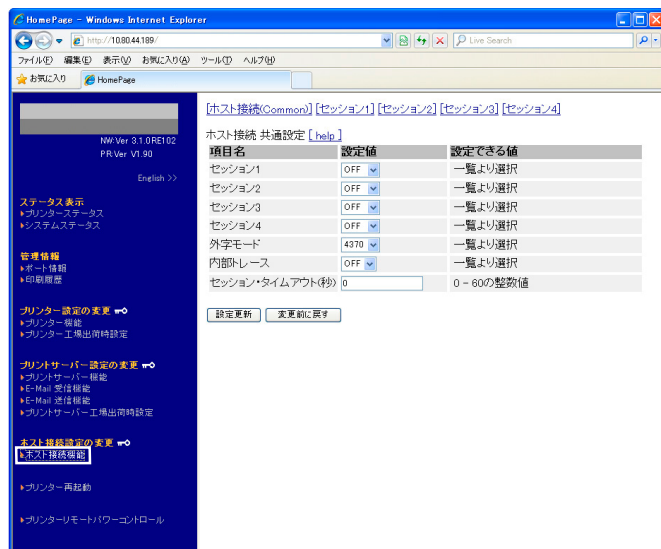 HomePage - Windows Internet Explorer
http://10.80.44.189/
Live Search
ファイル(F) 編集(E) 表示(V) お気に入り(A) ツール(T) ヘルプ(H)
お気に入り HomePage
NW:Ver 3.1.0RE102
PR:Ver V1.90
English >>
ステータス表示
プリンターステータス
システムステータス
管理情報
ポート情報
印刷履歴
プリンター設定の変更
プリンター機能
プリンター工場出荷時設定
プリントサーバー設定の変更
プリントサーバー機能
E-Mail 受信機能
E-Mail 送信機能
プリントサーバー工場出荷時設定
ホスト接続設定の変更
ホスト接続機能
プリンター再起動
プリンターリモートパワーコントロール
[ホスト接続(Common)] [セッション1] [セッション2] [セッション3] [セッション4]
ホスト接続 共通設定 [ help ]
項目名 設定値 設定できる値
セッション1 OFF 一覧より選択
セッション2 OFF 一覧より選択
セッション3 OFF 一覧より選択
セッション4 OFF 一覧より選択
外字モード 4370 一覧より選択
内部トレース OFF 一覧より選択
セッション・タイムアウト(秒) 0 0 - 60の整数値
設定更新 変更前に戻す